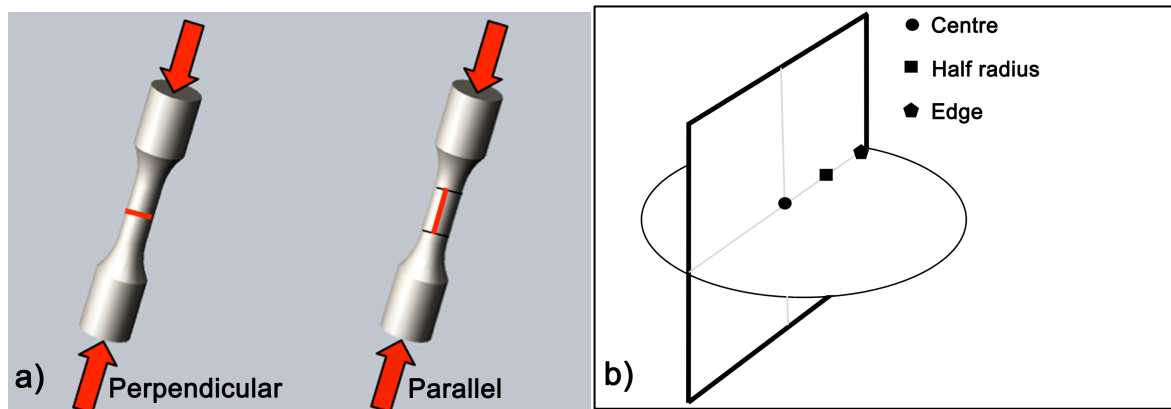 a)
Perpendicular
Parallel
b)
Centre
Half radius
Edge